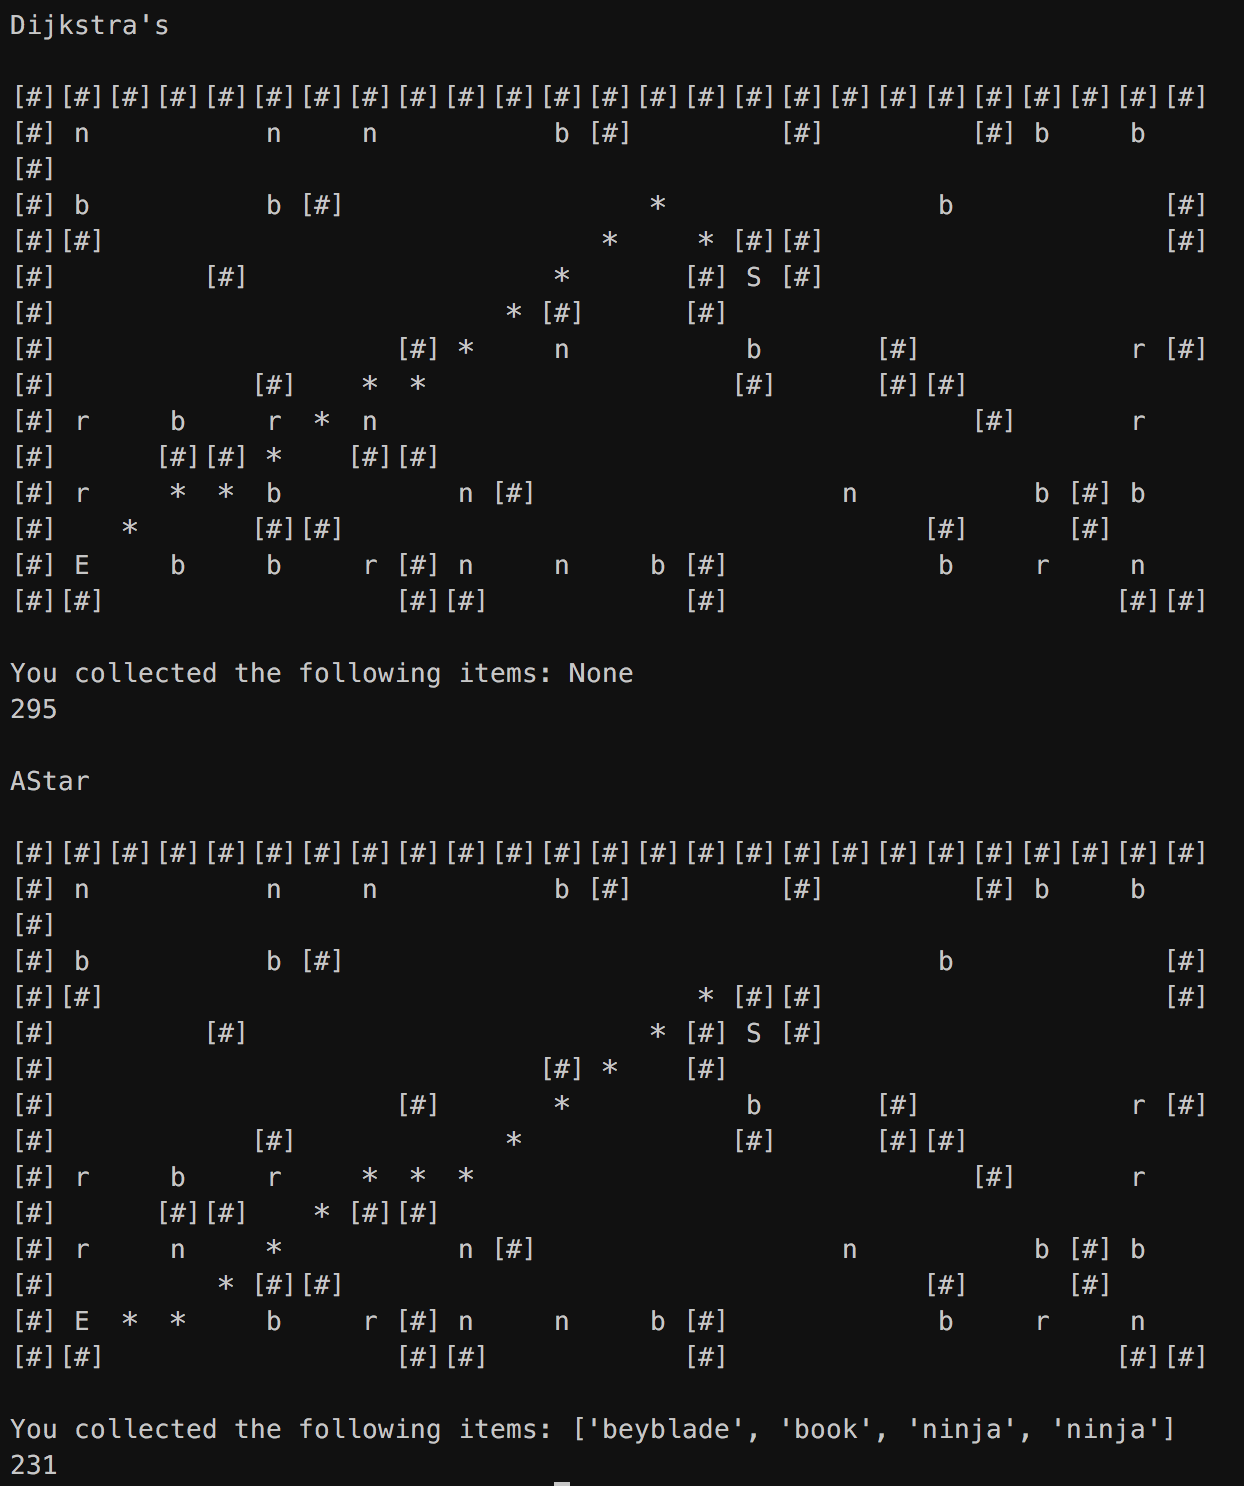 Dijkstra's

[#][#][#][#][#][#][#][#][#][#][#][#][#][#][#][#][#][#][#][#][#][#][#][#][#]
[#] n           n     n           b [#]         [#]         [#] b     b
[#]
[#] b           b [#]                   *                 b             [#]
[#][#]                               *     * [#][#]                     [#]
[#]         [#]                   *       [#] S [#]
[#]                            * [#]      [#]
[#]                     [#] *     n           b       [#]             r [#]
[#]            [#]    *  *                   [#]      [#][#]
[#] r     b     r  *  n                                     [#]       r
[#]      [#][#] *    [#][#]
[#] r     *  *  b           n [#]                   n           b [#] b
[#]    *       [#][#]                                    [#]      [#]
[#] E     b     b     r [#] n     n     b [#]             b     r     n
[#][#]                  [#][#]            [#]                        [#][#]

You collected the following items: None
295

AStar

[#][#][#][#][#][#][#][#][#][#][#][#][#][#][#][#][#][#][#][#][#][#][#][#][#]
[#] n           n     n           b [#]         [#]         [#] b     b
[#]
[#] b           b [#]                                     b             [#]
[#][#]                                     * [#][#]                     [#]
[#]         [#]                         * [#] S [#]
[#]                              [#] *    [#]
[#]                     [#]       *           b       [#]             r [#]
[#]            [#]             *             [#]      [#][#]
[#] r     b     r     *  *  *                               [#]       r
[#]      [#][#]    * [#][#]
[#] r     n     *           n [#]                   n           b [#] b
[#]          * [#][#]                                    [#]      [#]
[#] E  *  *     b     r [#] n     n     b [#]             b     r     n
[#][#]                  [#][#]            [#]                        [#][#]

You collected the following items: ['beyblade', 'book', 'ninja', 'ninja']
231